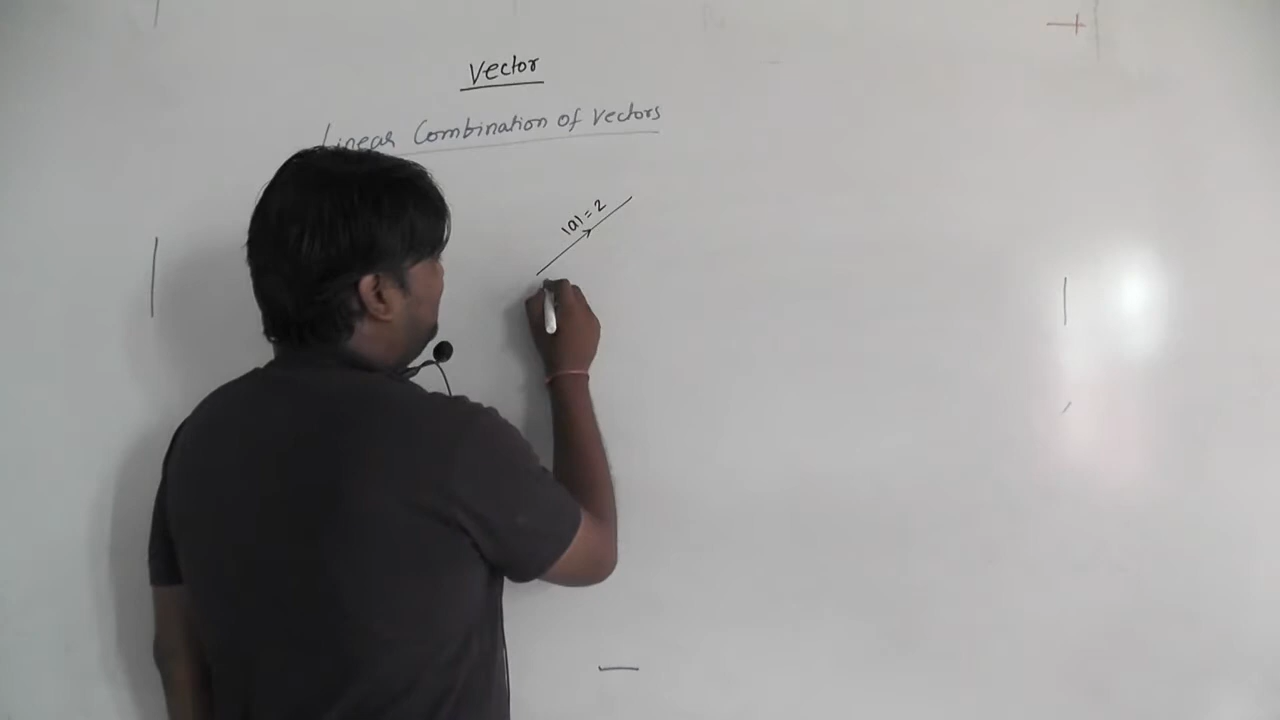 Vector
Linear Combination of vectors
|a| = 2